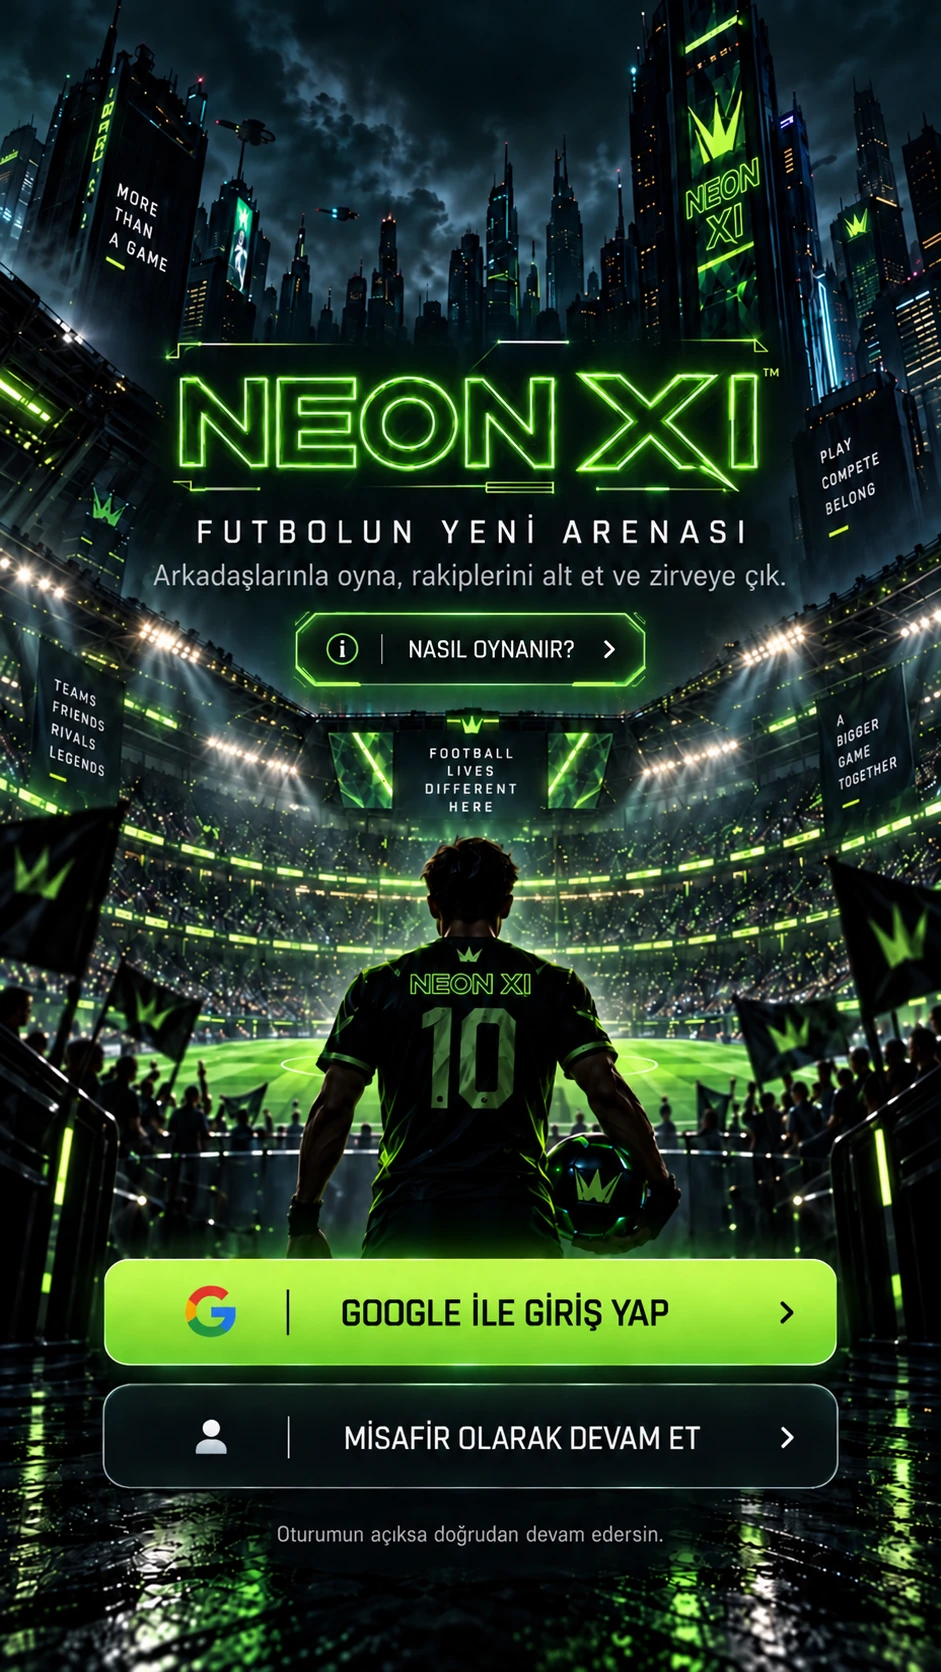 MORE
THAN
A GAME
NEON
XI
NEON XI™
PLAY
COMPETE
BELONG
FUTBOLUN YENİ ARENASI
Arkadaşlarınla oyna, rakiplerini alt et ve zirveye çık.
i NASIL OYNANIR? >
TEAMS
FRIENDS
RIVALS
LEGENDS
FOOTBALL
LIVES
DIFFERENT
HERE
A
BIGGER
GAME
TOGETHER
NEON XI
10
G GOOGLE İLE GİRİŞ YAP >
MİSAFİR OLARAK DEVAM ET >
Oturumun açıksa doğrudan devam edersin.